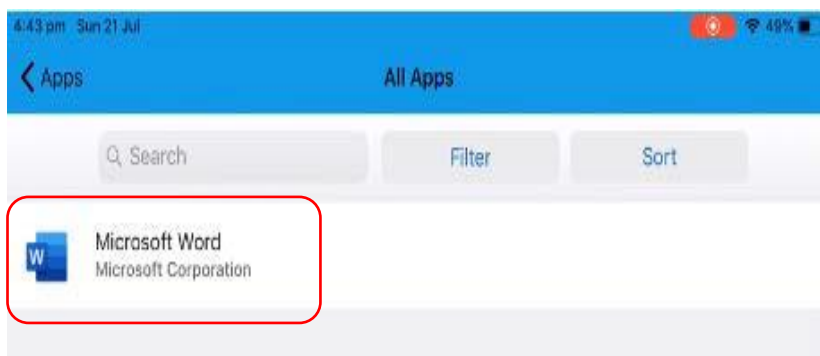 4:43 pm Sun 21 Jul 49%
Apps All Apps
Search Filter Sort
W Microsoft Word
Microsoft Corporation